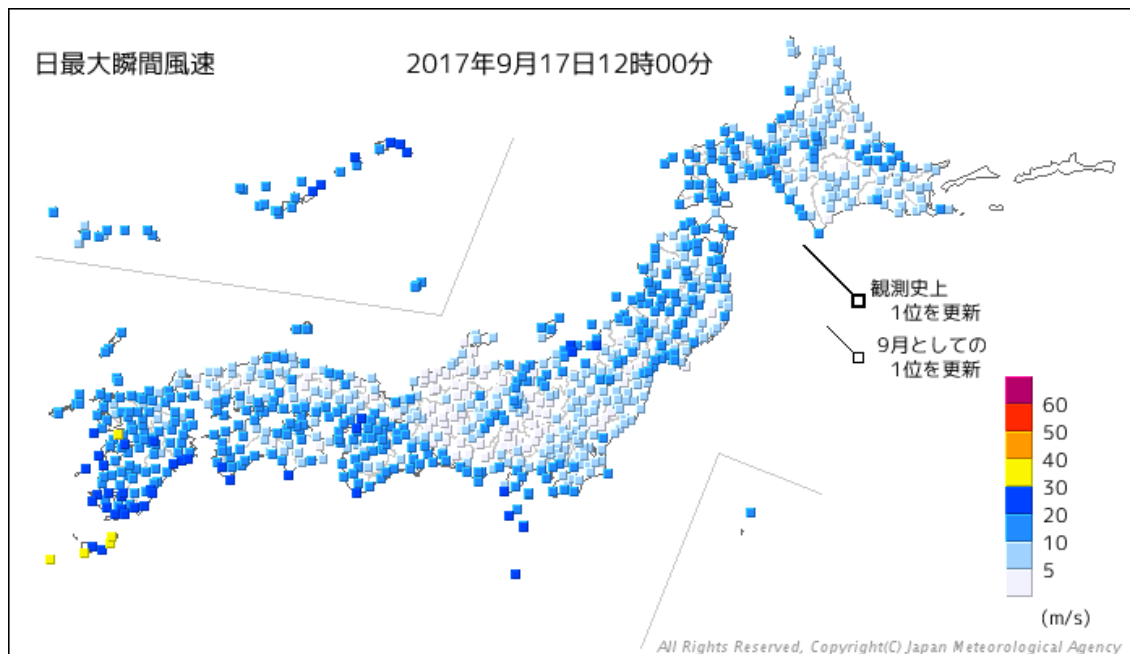 日最大瞬間風速
2017年9月17日12時00分
観測史上
1位を更新
9月としての
1位を更新
60
50
40
30
20
10
5
(m/s)
All Rights Reserved, Copyright(C) Japan Meteorological Agency